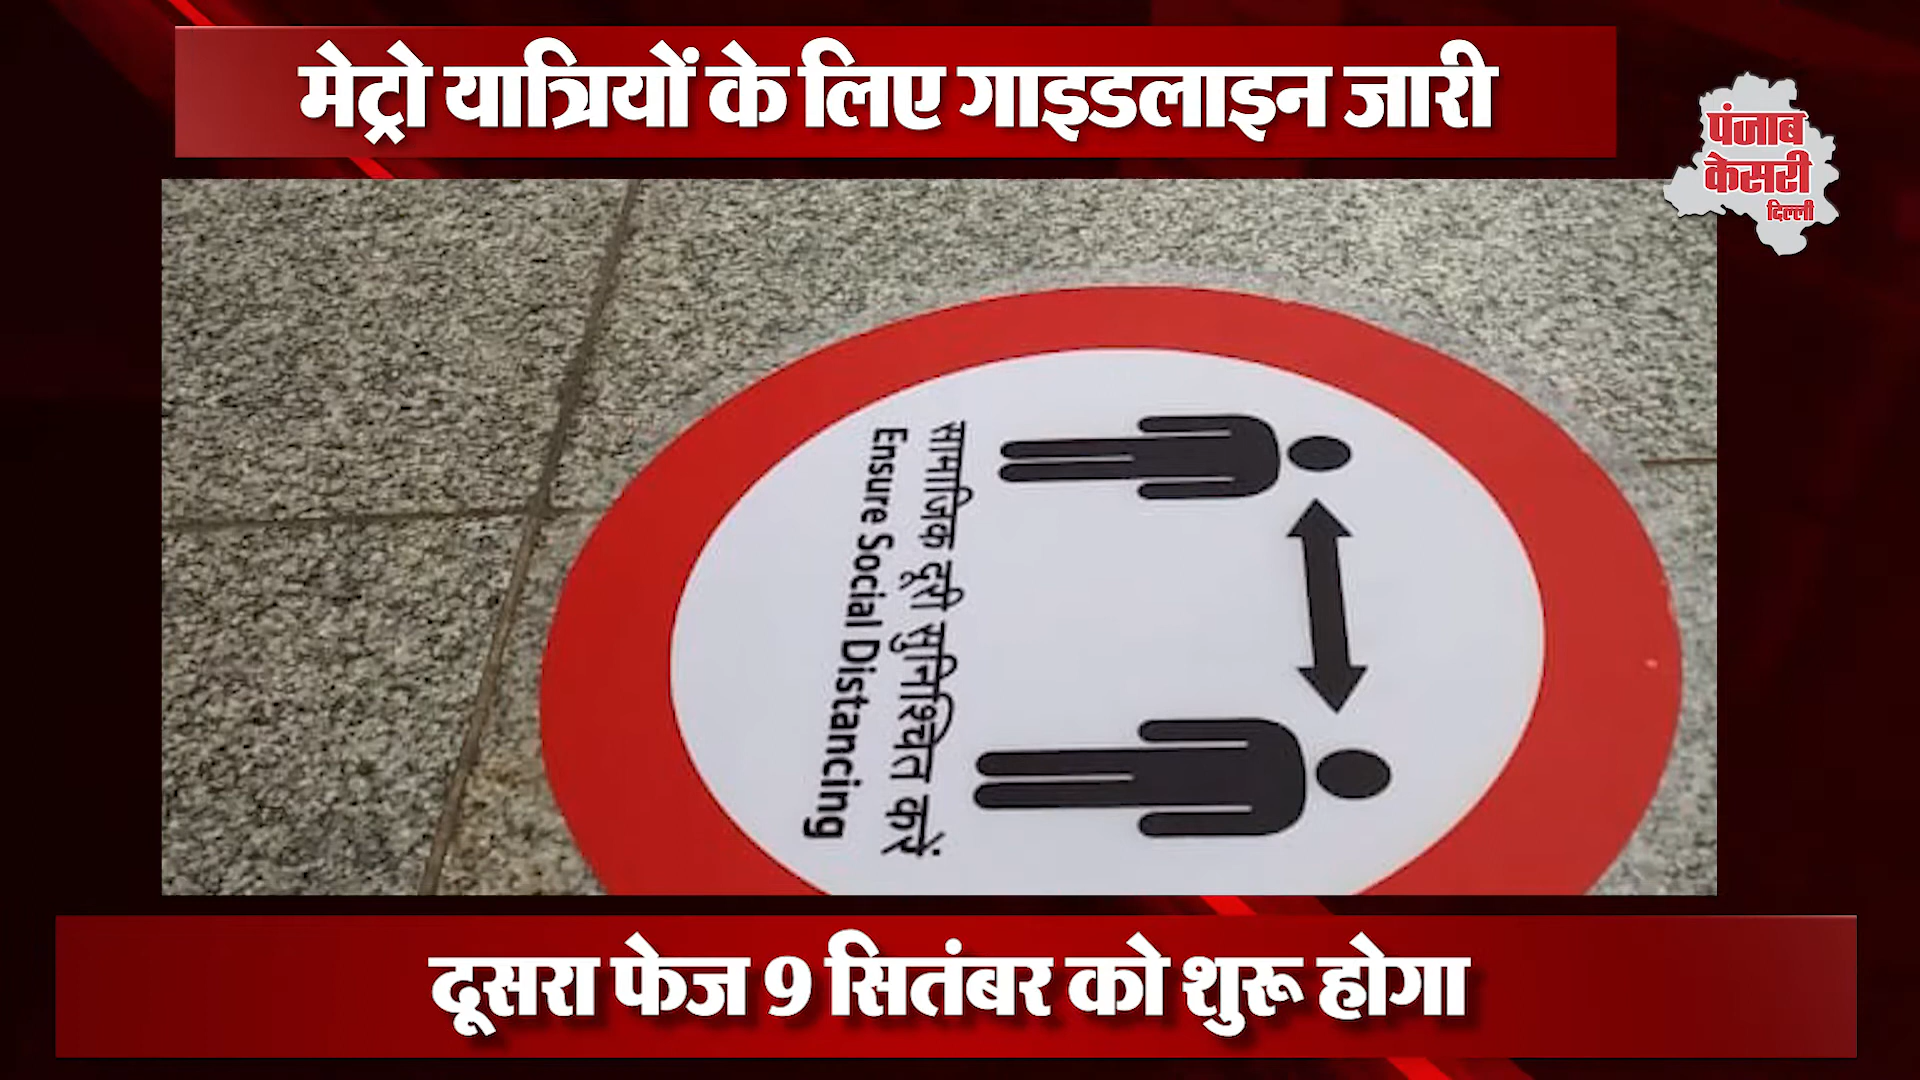 मेट्रो यात्रियों के लिए गाइडलाइन जारी
पंजाब
केसरी
दिल्ली
सामाजिक दूरी सुनिश्चित करें
Ensure Social Distancing
दूसरा फेज 9 सितंबर को शुरू होगा